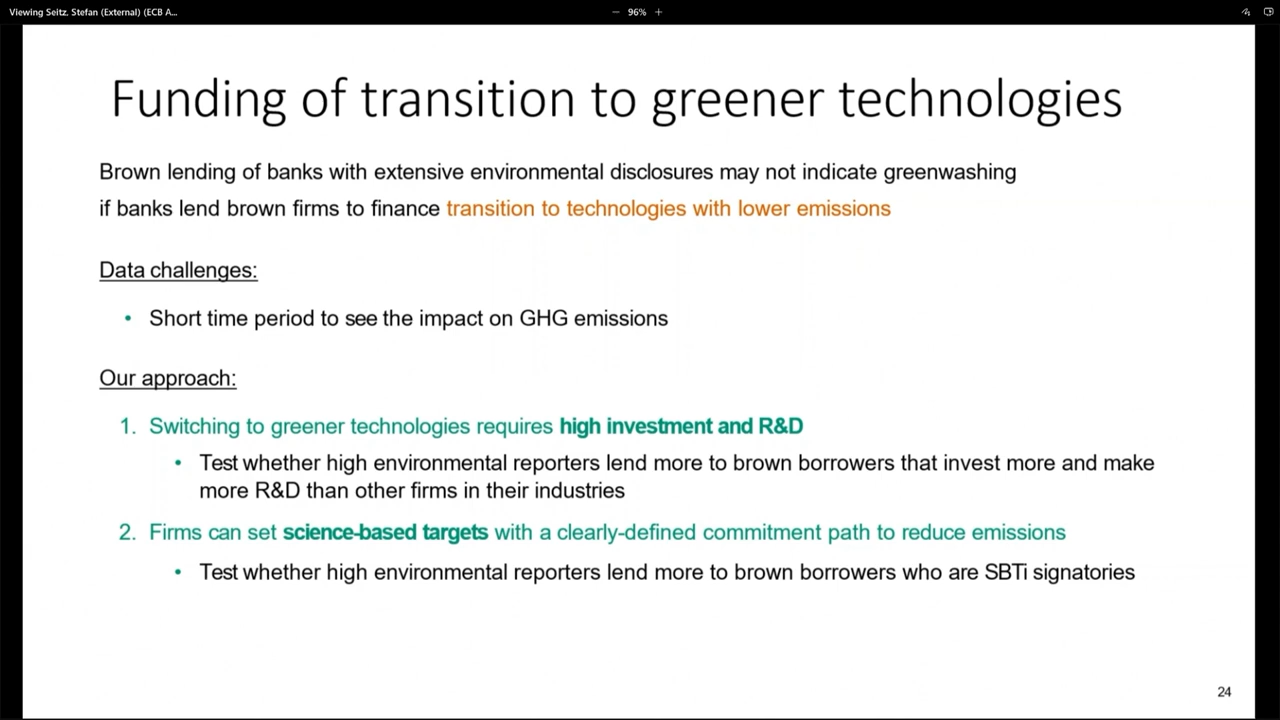 Viewing Seitz, Stefan (External) (ECB A...
− 96% +
Funding of transition to greener technologies
Brown lending of banks with extensive environmental disclosures may not indicate greenwashing
if banks lend brown firms to finance transition to technologies with lower emissions
Data challenges:
• Short time period to see the impact on GHG emissions
Our approach:
1. Switching to greener technologies requires high investment and R&D
• Test whether high environmental reporters lend more to brown borrowers that invest more and make
more R&D than other firms in their industries
2. Firms can set science-based targets with a clearly-defined commitment path to reduce emissions
• Test whether high environmental reporters lend more to brown borrowers who are SBTi signatories
24